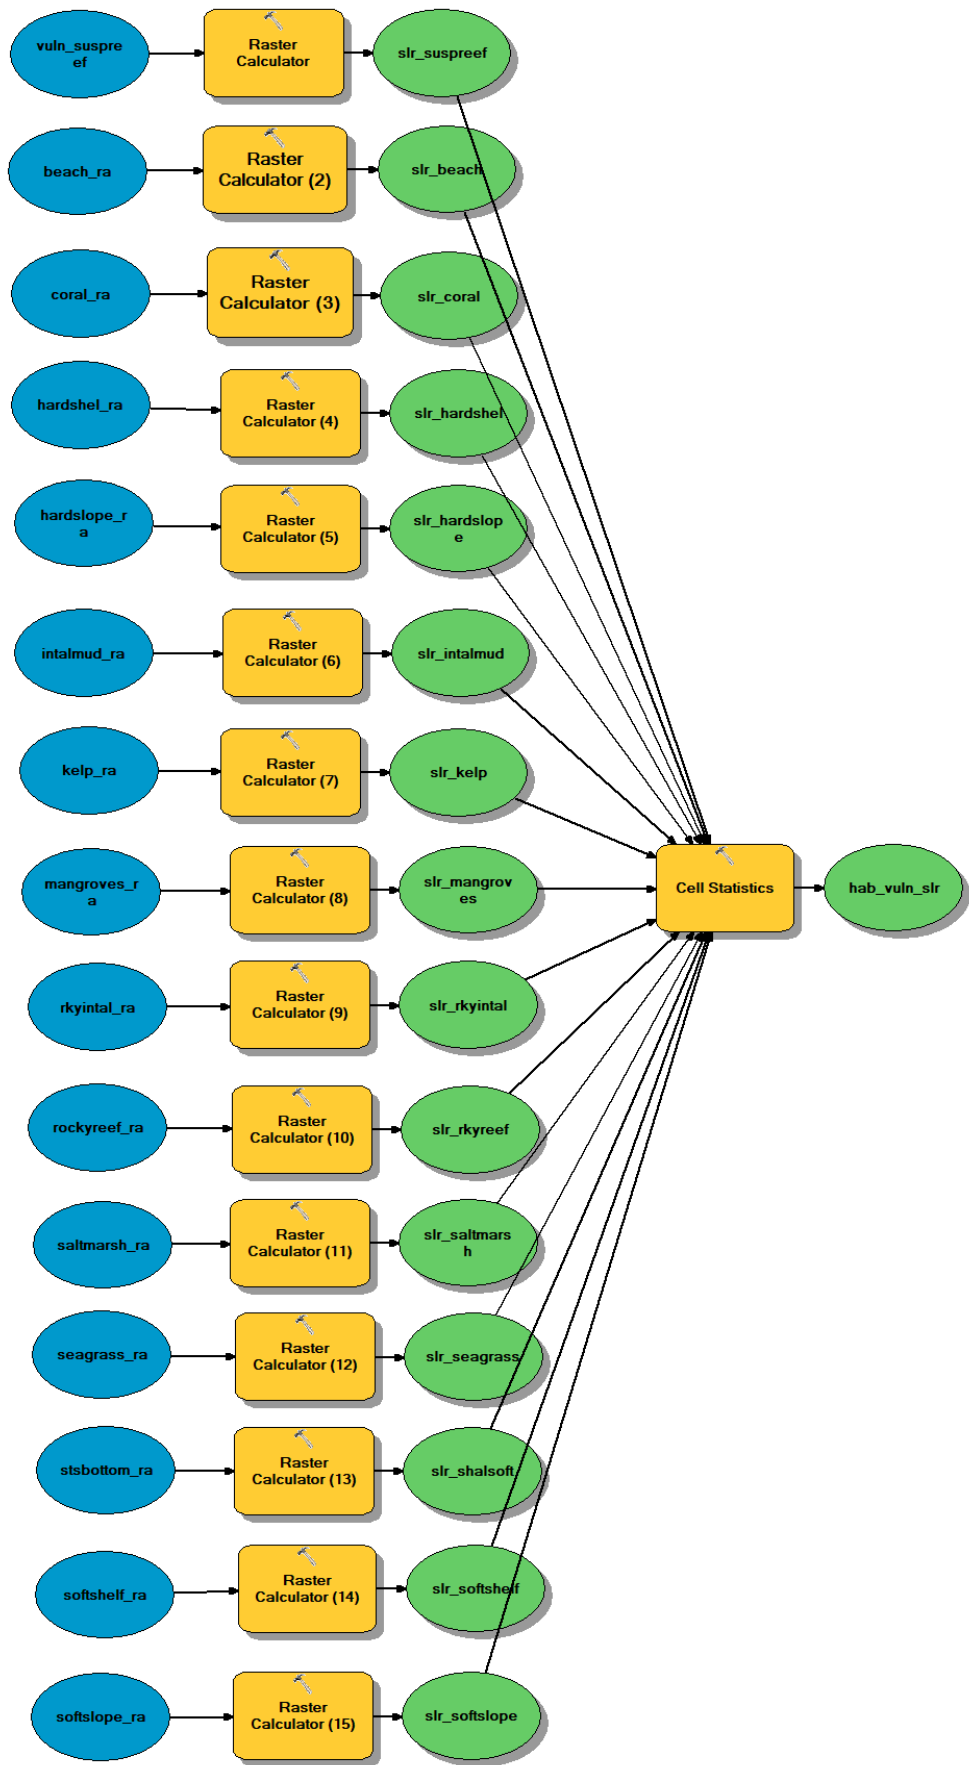 vuln_suspre
ef
Raster
Calculator
slr_suspreef
beach_ra
Raster
Calculator (2)
slr_beach
coral_ra
Raster
Calculator (3)
slr_coral
hardshel_ra
Raster
Calculator (4)
slr_hardshel
hardslope_r
a
Raster
Calculator (5)
slr_hardslop
e
intalmud_ra
Raster
Calculator (6)
slr_intalmud
kelp_ra
Raster
Calculator (7)
slr_kelp
mangroves_r
a
Raster
Calculator (8)
slr_mangrov
es
Cell Statistics
hab_vuln_slr
rkyintal_ra
Raster
Calculator (9)
slr_rkyintal
rockyreef_ra
Raster
Calculator (10)
slr_rkyreef
saltmarsh_ra
Raster
Calculator (11)
slr_saltmars
h
seagrass_ra
Raster
Calculator (12)
slr_seagrass
stsbottom_ra
Raster
Calculator (13)
slr_shalsoft
softshelf_ra
Raster
Calculator (14)
slr_softshelf
softslope_ra
Raster
Calculator (15)
slr_softslope